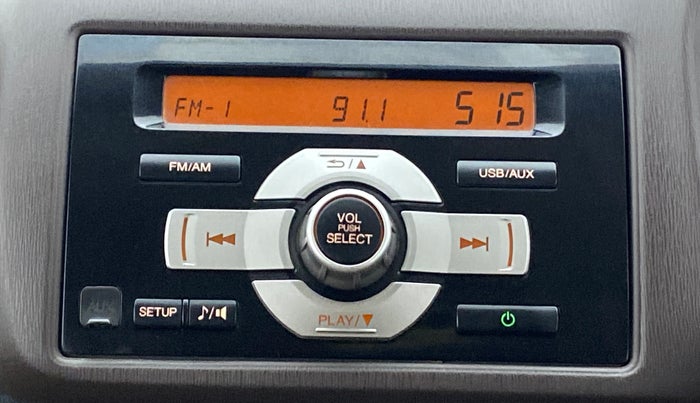 FM-1 91.1 5 15
FM/AM
USB/AUX
VOL
PUSH
SELECT
AUX
SETUP
PLAY/